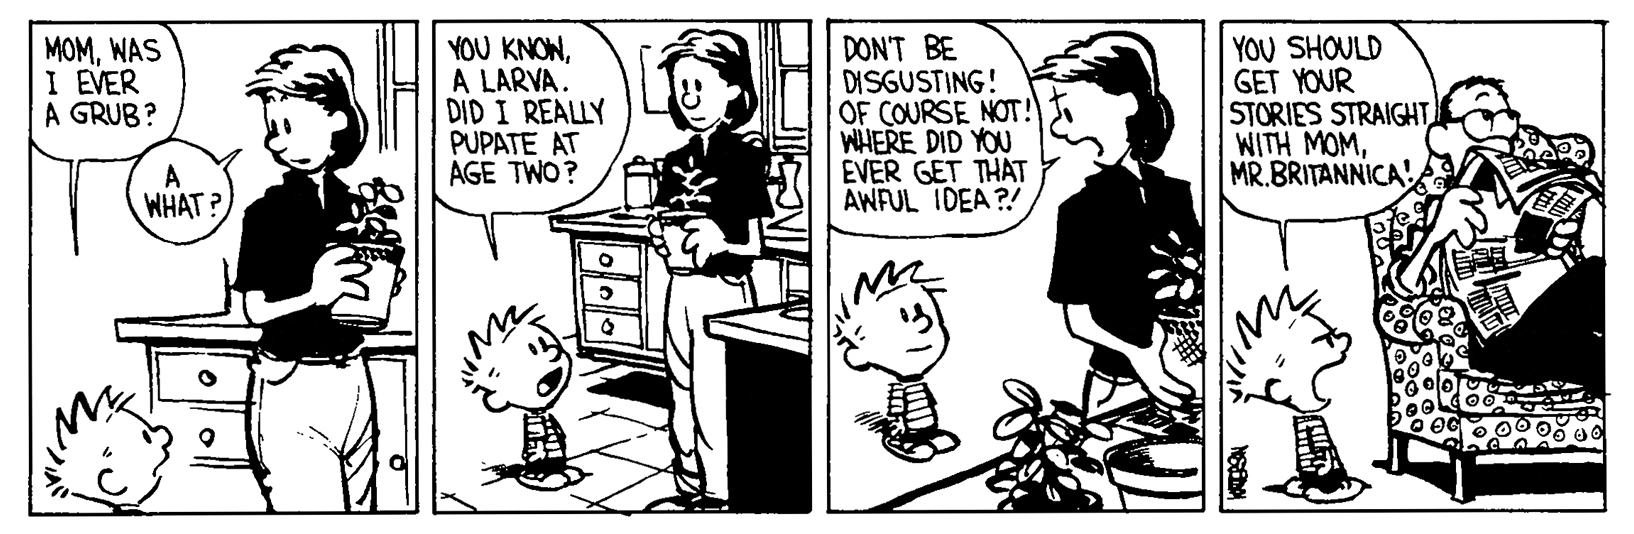 MOM, WAS
I EVER
A GRUB?
A
WHAT?
YOU KNOW,
A LARVA.
DID I REALLY
PUPATE AT
AGE TWO?
DON'T BE
DISGUSTING!
OF COURSE NOT!
WHERE DID YOU
EVER GET THAT
AWFUL IDEA?!
YOU SHOULD
GET YOUR
STORIES STRAIGHT
WITH MOM,
MR. BRITANNICA!
WATTERSON